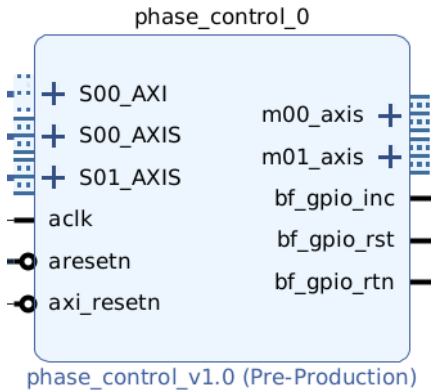 phase_control_0
S00_AXI
S00_AXIS
S01_AXIS
aclk
aresetn
axi_resetn
m00_axis
m01_axis
bf_gpio_inc
bf_gpio_rst
bf_gpio_rtn
phase_control_v1.0 (Pre-Production)